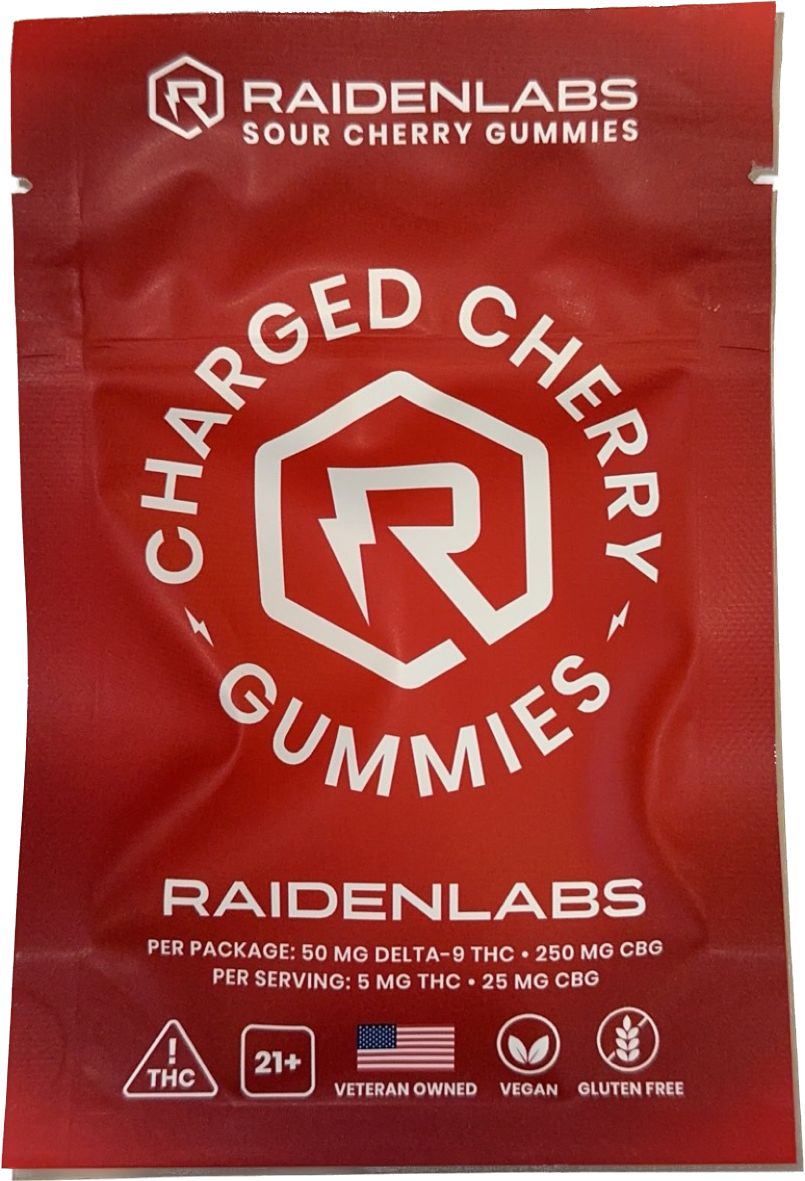 RAIDENLABS
SOUR CHERRY GUMMIES
CHARGED CHERRY
GUMMIES
RAIDENLABS
PER PACKAGE: 50 MG DELTA-9 THC • 250 MG CBG
PER SERVING: 5 MG THC • 25 MG CBG
! THC
21+
VETERAN OWNED
VEGAN
GLUTEN FREE